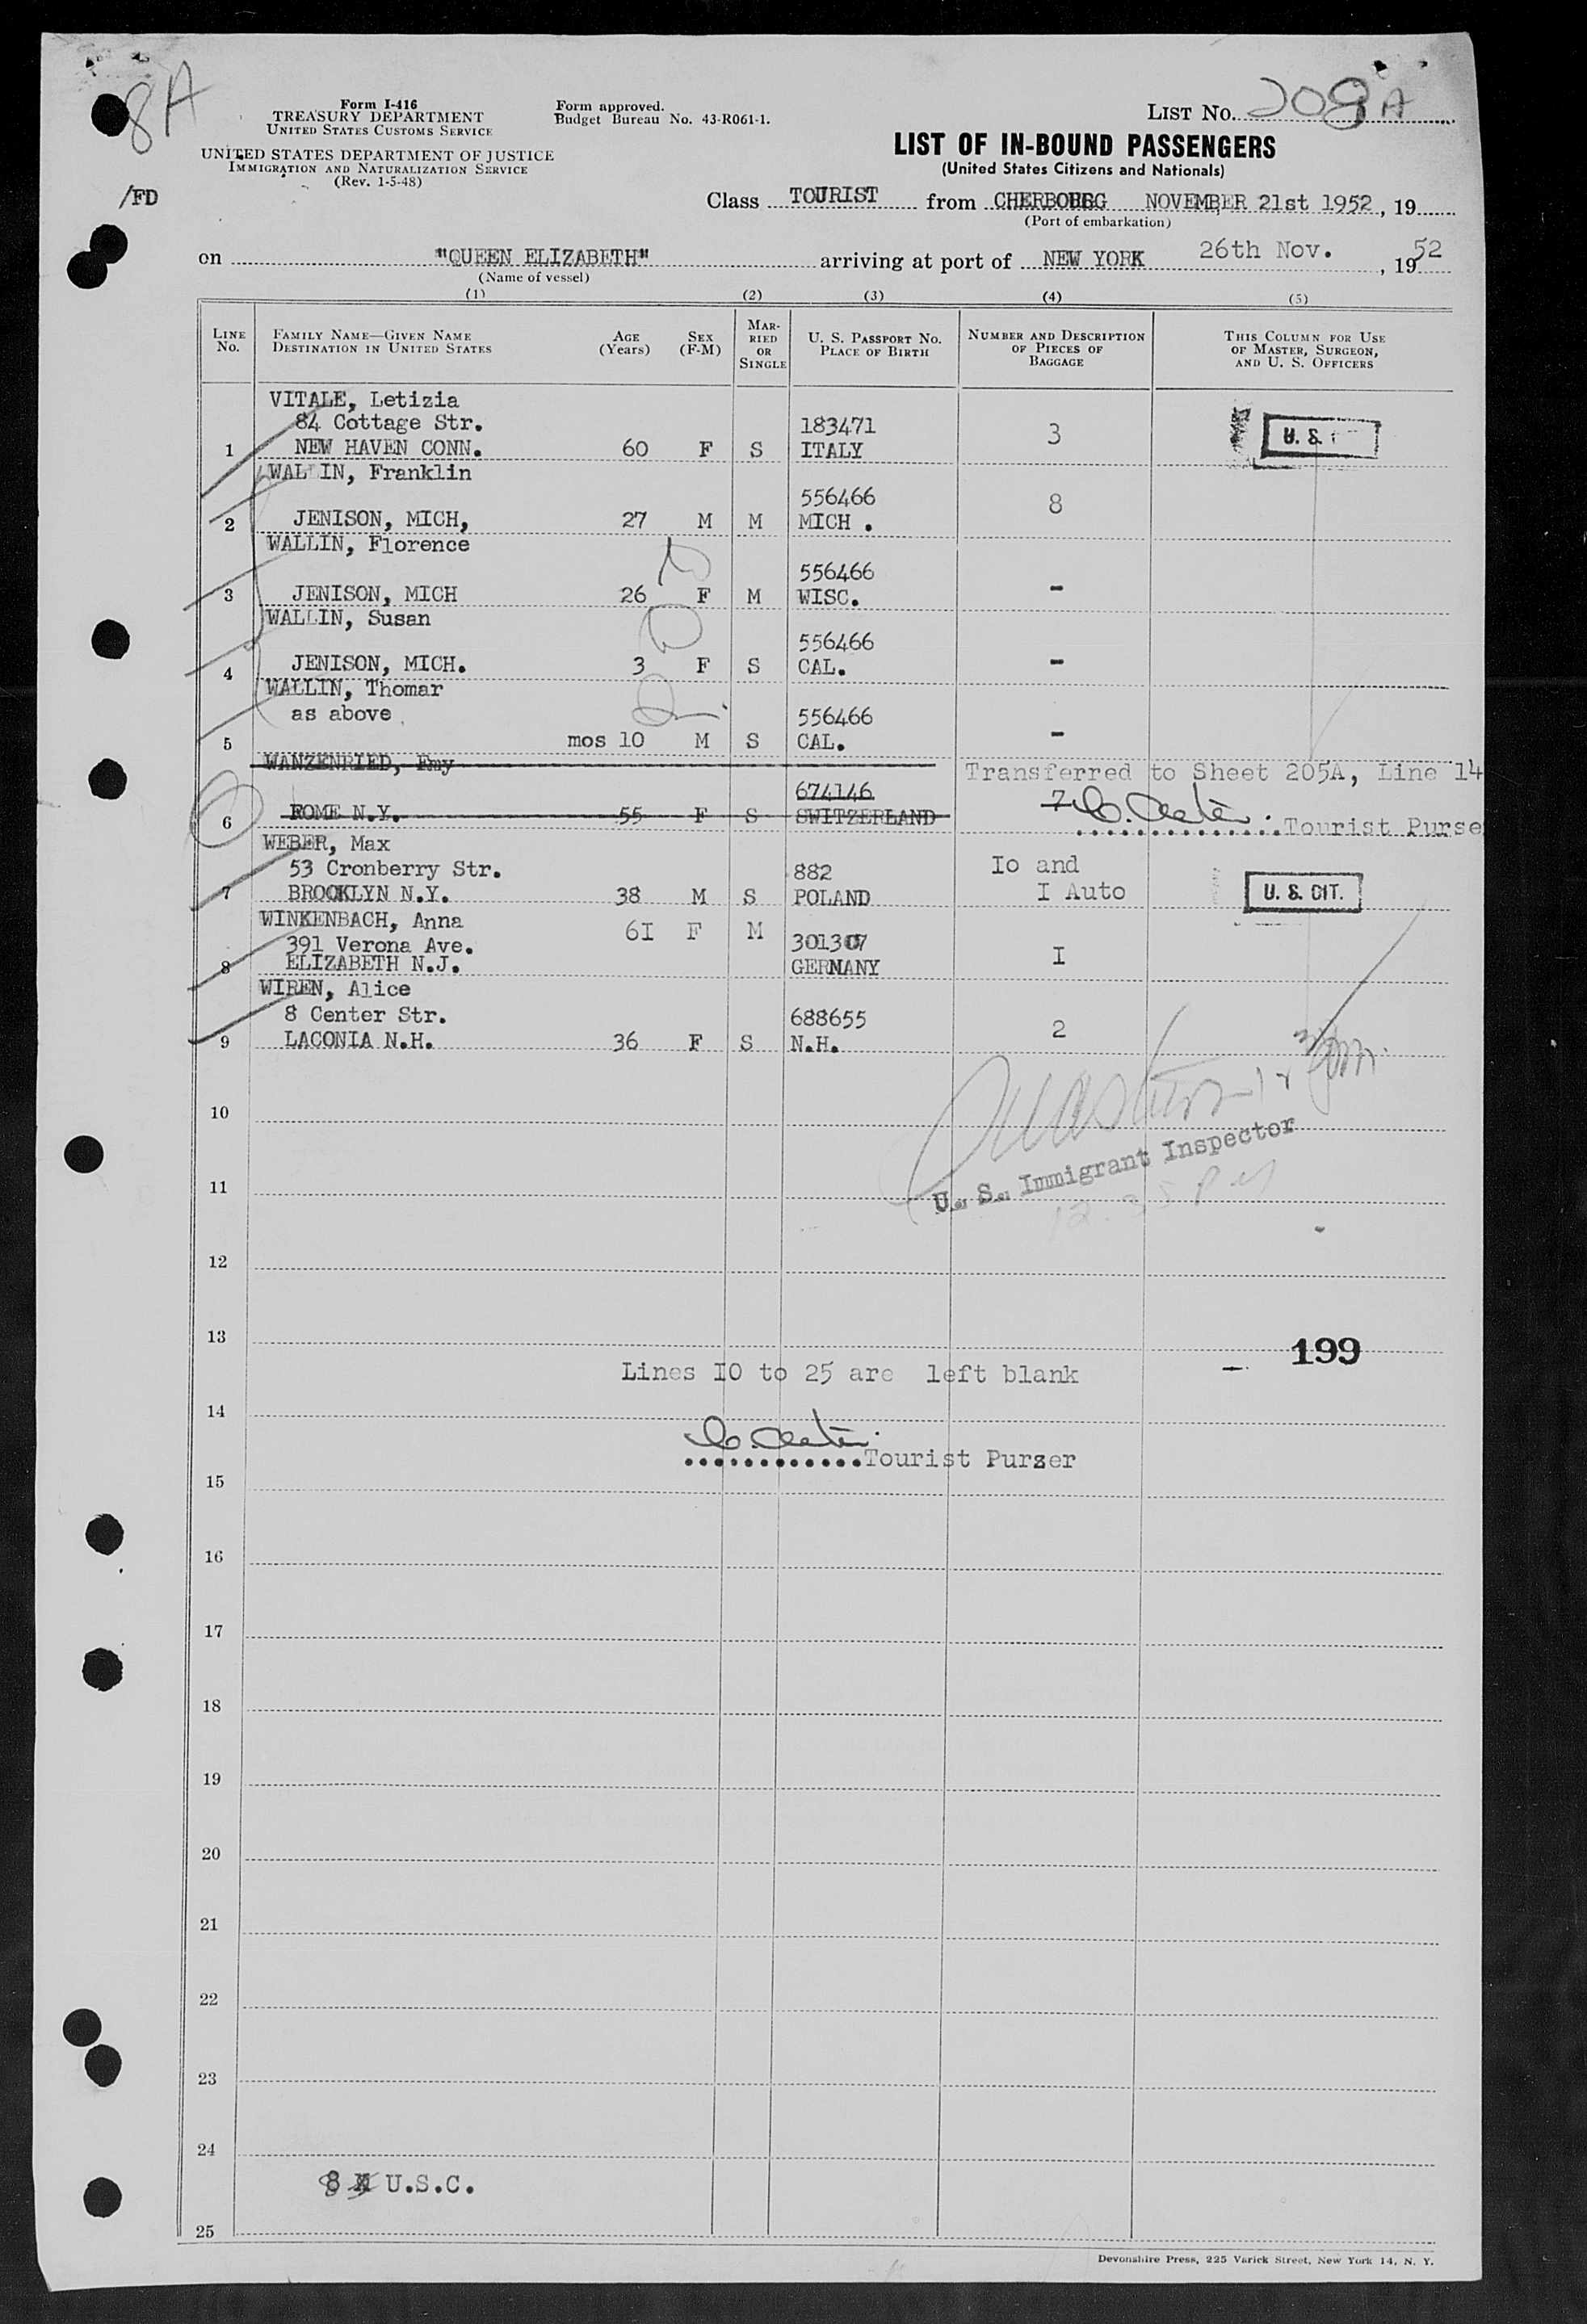 8A
Form I-416
TREASURY DEPARTMENT
UNITED STATES CUSTOMS SERVICE
Form approved.
Budget Bureau No. 43-R061-1.
LIST NO. 208 A
UNITED STATES DEPARTMENT OF JUSTICE
IMMIGRATION AND NATURALIZATION SERVICE
(Rev. 1-5-48)
LIST OF IN-BOUND PASSENGERS
(United States Citizens and Nationals)
/FD
Class TOURIST from CHERBOURG NOVEMBER 21st 1952, 19
(Port of embarkation)
on "QUEEN ELIZABETH" arriving at port of NEW YORK 26th Nov. , 1952
(Name of vessel)
(1) (2) (3) (4) (5)
LINE No. FAMILY NAME—GIVEN NAME DESTINATION IN UNITED STATES AGE (Years) SEX (F-M) MARRIED OR SINGLE U. S. PASSPORT NO. PLACE OF BIRTH NUMBER AND DESCRIPTION OF PIECES OF BAGGAGE THIS COLUMN FOR USE OF MASTER, SURGEON, AND U. S. OFFICERS
VITALE, Letizia
84 Cottage Str. 183471 3 U. S.
1 NEW HAVEN CONN. 60 F S ITALY
WALLIN, Franklin
556466 8
2 JENISON, MICH, 27 M M MICH .
WALLIN, Florence
556466
3 JENISON, MICH 26 F M WISC. -
WALLIN, Susan
556466
4 JENISON, MICH. 3 F S CAL. -
WALLIN, Thomar
as above 556466
5 mos 10 M S CAL. -
WANZENRIED, Emy Transferred to Sheet 205A, Line 14
674146 7
6 ROME N.Y. 55 F S SWITZERLAND ............Tourist Purse
WEBER, Max
53 Cronberry Str. 882 Io and
7 BROOKLYN N.Y. 38 M S POLAND I Auto U. S. CIT.
WINKENBACH, Anna 6I F M
391 Verona Ave. 301307 I
8 ELIZABETH N.J. GERMANY
WIREN, Alice
8 Center Str. 688655 2
9 LACONIA N.H. 36 F S N.H.
10
U. S. Immigrant Inspector
11
12.35 PM
12
13
199
Lines IO to 25 are left blank
14
............Tourist Purser
15
16
17
18
19
20
21
22
23
24
8 U.S.C.
25
Devonshire Press, 225 Varick Street, New York 14, N. Y.